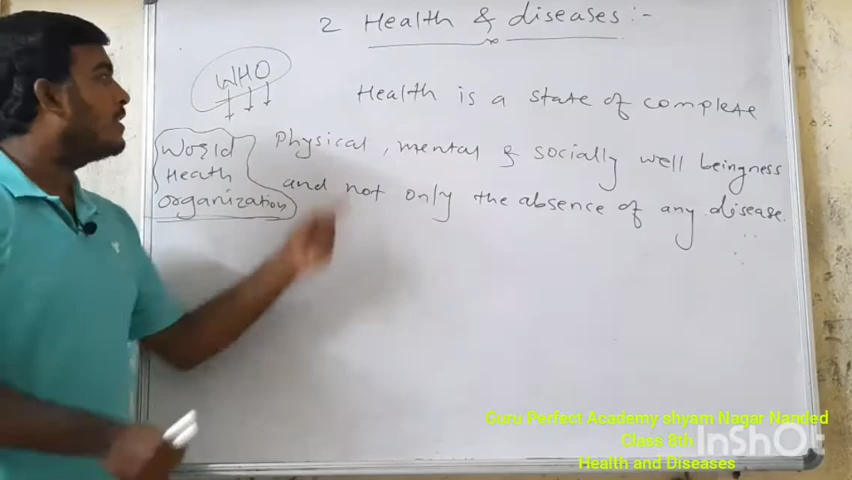 2 Health & diseases:-
WHO
Health is a state of complete
Physical, mental & socially well beingness
and not only the absence of any disease.
World
Heath
organization
Guru Perfect Academy shyam Nagar Nanded
Class 8th
Health and Diseases
InShOt